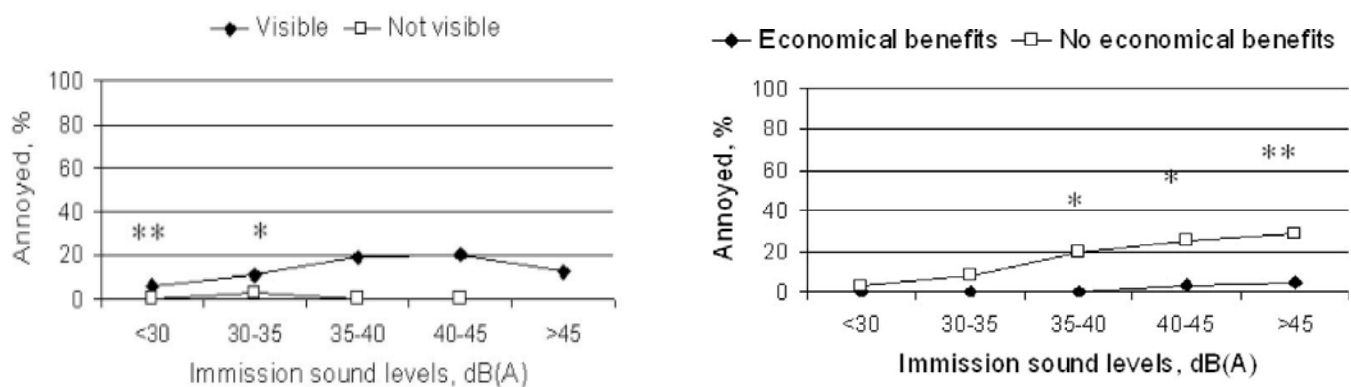 Visible Not visible
100
80
60
40
20
0
Annoyed, %
** *
<30 30-35 35-40 40-45 >45
Immission sound levels, dB(A)
Economical benefits No economical benefits
100
80
60
40
20
0
Annoyed, %
* * **
<30 30-35 35-40 40-45 >45
Immission sound levels, dB(A)